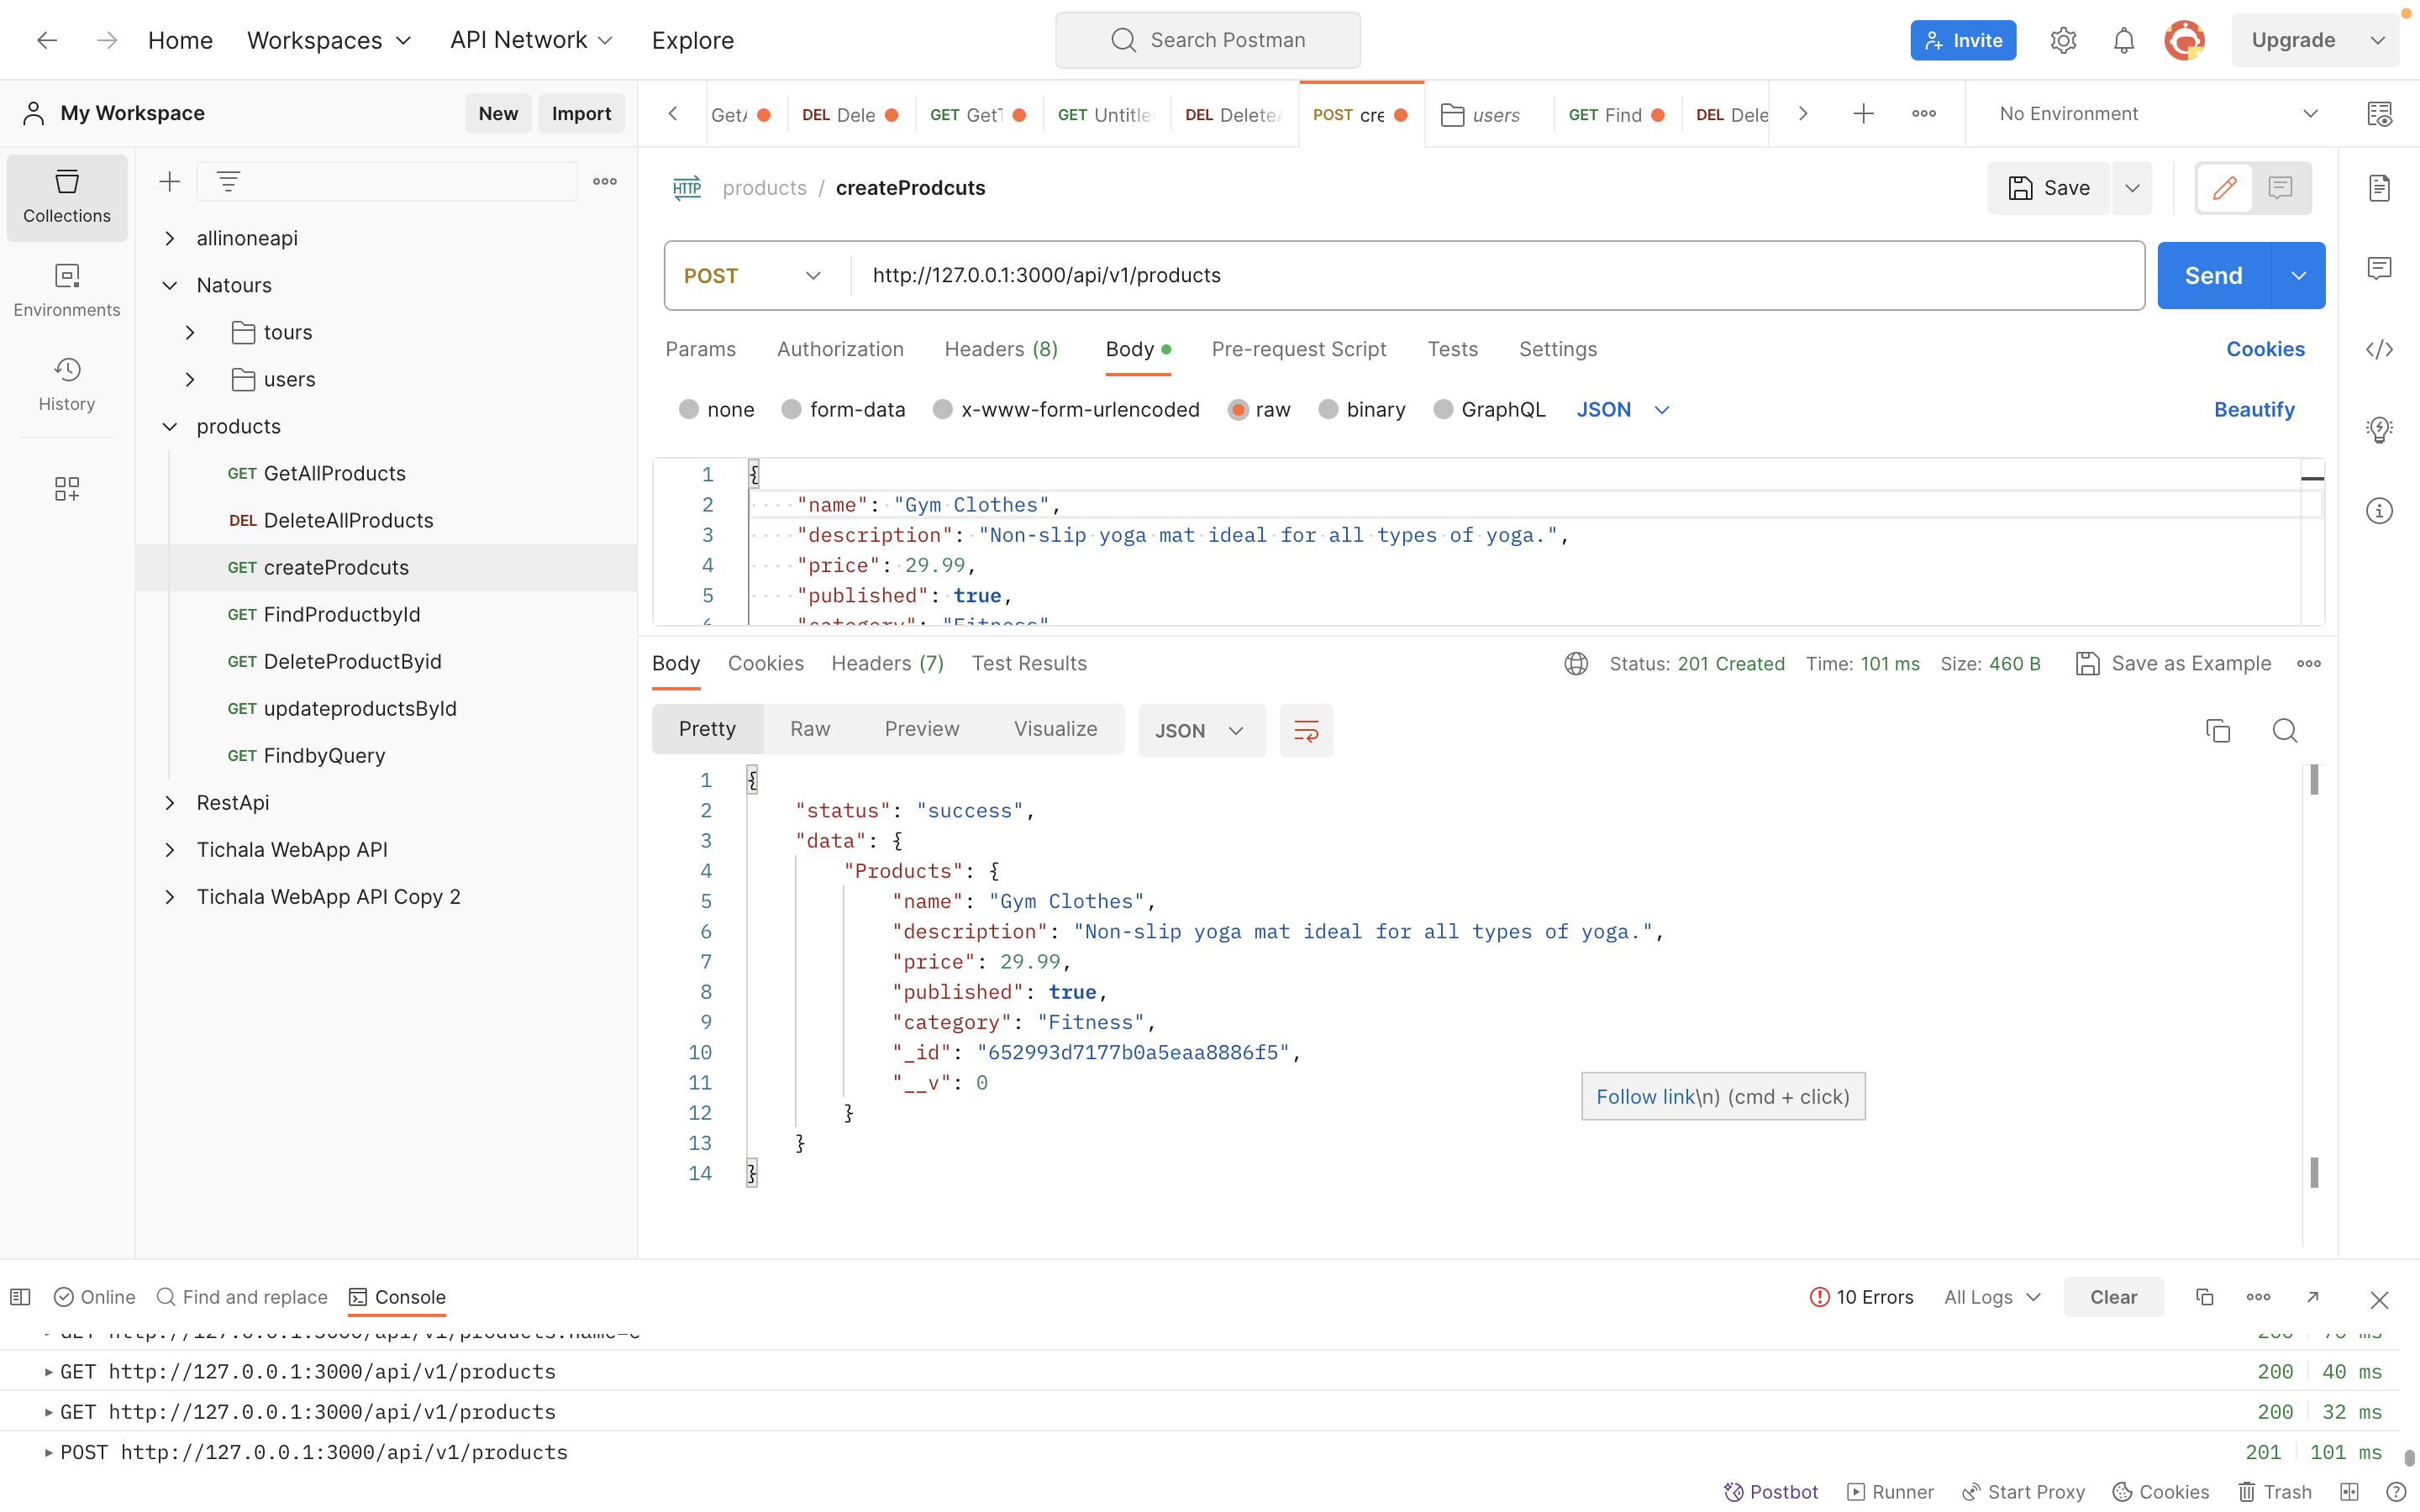 Home Workspaces API Network Explore Search Postman Invite Upgrade
My Workspace New Import
GetA DEL Dele GET GetT GET Untitle DEL DeleteA POST cre users GET Find DEL Dele No Environment
Collections
Environments
History
allinoneapi
Natours
tours
users
products
GET GetAllProducts
DEL DeleteAllProducts
GET createProdcuts
GET FindProductbyId
GET DeleteProductByid
GET updateproductsById
GET FindbyQuery
RestApi
Tichala WebApp API
Tichala WebApp API Copy 2
HTTP products / createProdcuts Save
POST http://127.0.0.1:3000/api/v1/products Send
Params Authorization Headers (8) Body Pre-request Script Tests Settings Cookies
none form-data x-www-form-urlencoded raw binary GraphQL JSON Beautify
1 {
2 "name": "Gym Clothes",
3 "description": "Non-slip yoga mat ideal for all types of yoga.",
4 "price": 29.99,
5 "published": true,
6 "category": "Fitness"
Body Cookies Headers (7) Test Results Status: 201 Created Time: 101 ms Size: 460 B Save as Example
Pretty Raw Preview Visualize JSON
1 {
2 "status": "success",
3 "data": {
4 "Products": {
5 "name": "Gym Clothes",
6 "description": "Non-slip yoga mat ideal for all types of yoga.",
7 "price": 29.99,
8 "published": true,
9 "category": "Fitness",
10 "_id": "652993d7177b0a5eaa8886f5",
11 "__v": 0
12 }
13 }
14 }
Follow link\n) (cmd + click)
Online Find and replace Console 10 Errors All Logs Clear
GET http://127.0.0.1:3000/api/v1/products 200 40 ms
GET http://127.0.0.1:3000/api/v1/products 200 32 ms
POST http://127.0.0.1:3000/api/v1/products 201 101 ms
Postbot Runner Start Proxy Cookies Trash